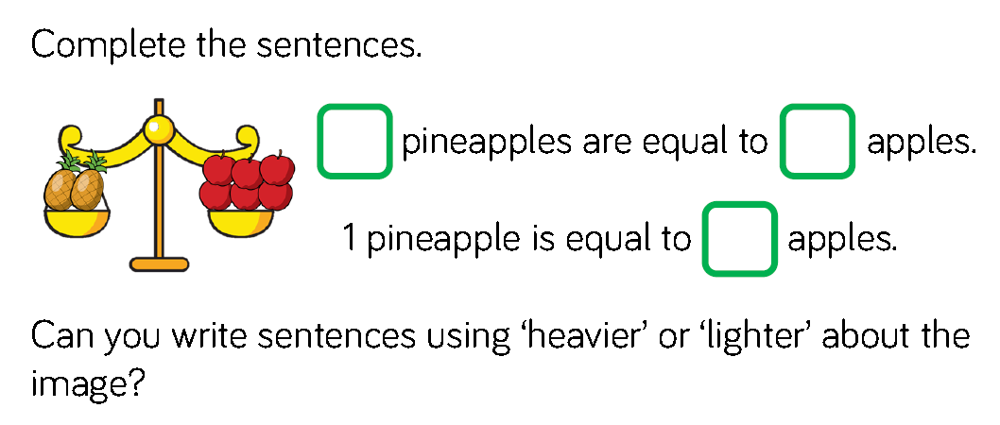 Complete the sentences.
pineapples are equal to apples.
1 pineapple is equal to apples.
Can you write sentences using ‘heavier’ or ‘lighter’ about the
image?